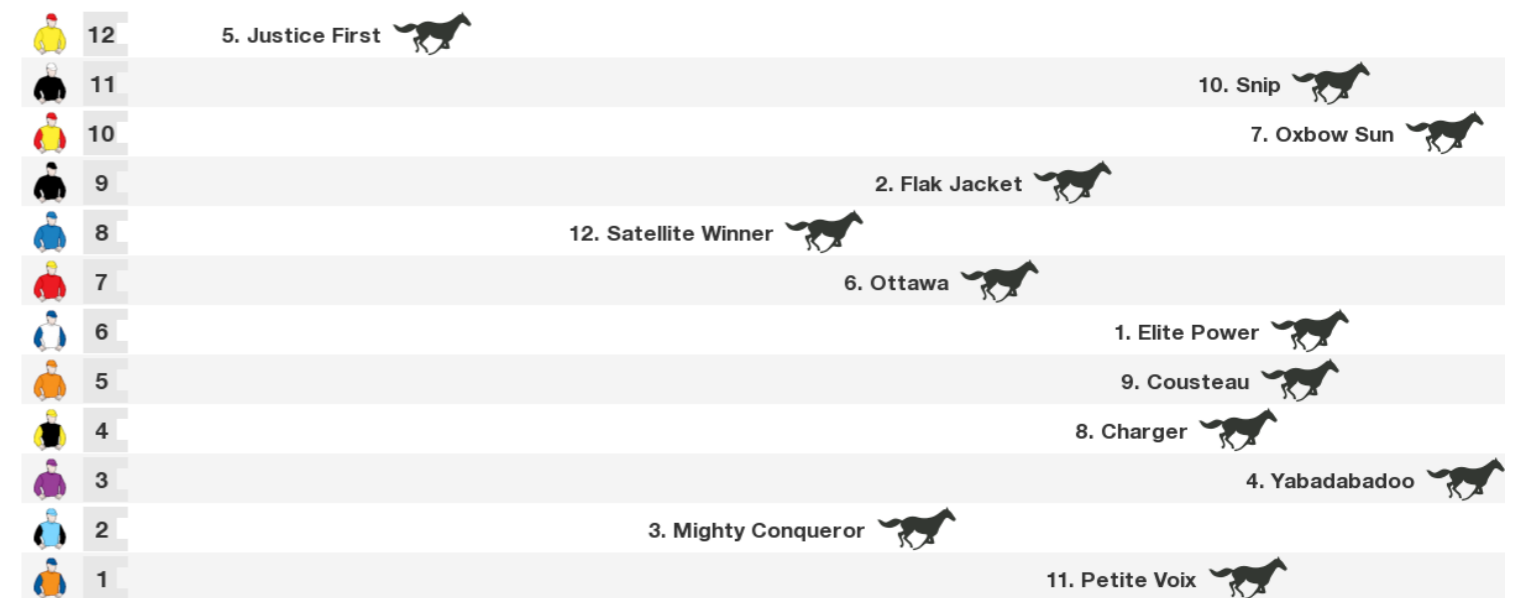 12 5. Justice First
11 10. Snip
10 7. Oxbow Sun
9 2. Flak Jacket
8 12. Satellite Winner
7 6. Ottawa
6 1. Elite Power
5 9. Cousteau
4 8. Charger
3 4. Yabadabadoo
2 3. Mighty Conqueror
1 11. Petite Voix